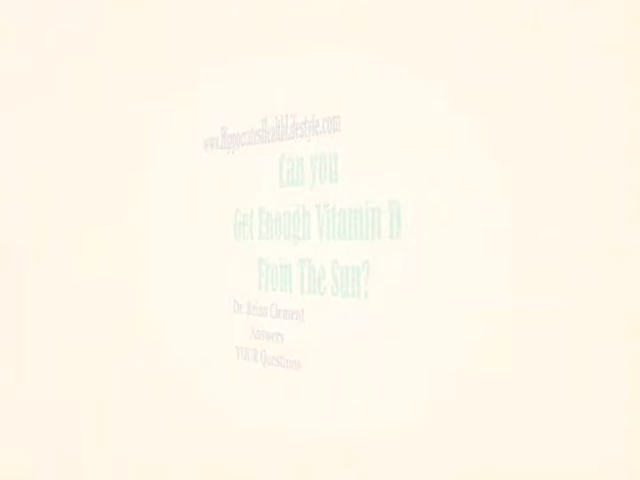 www.HippocratesHealthLifestyle.com
Can you
Get Enough Vitamin D
From The Sun?
Dr. Brian Clement
Answers
YOUR Questions